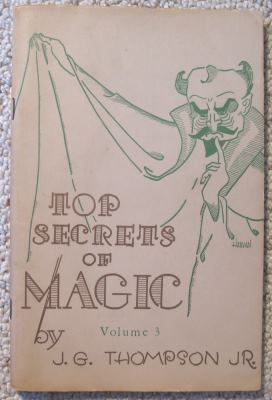 TOP
SECRETS
OF
MAGIC
by
Volume 3
J. G. THOMPSON JR.